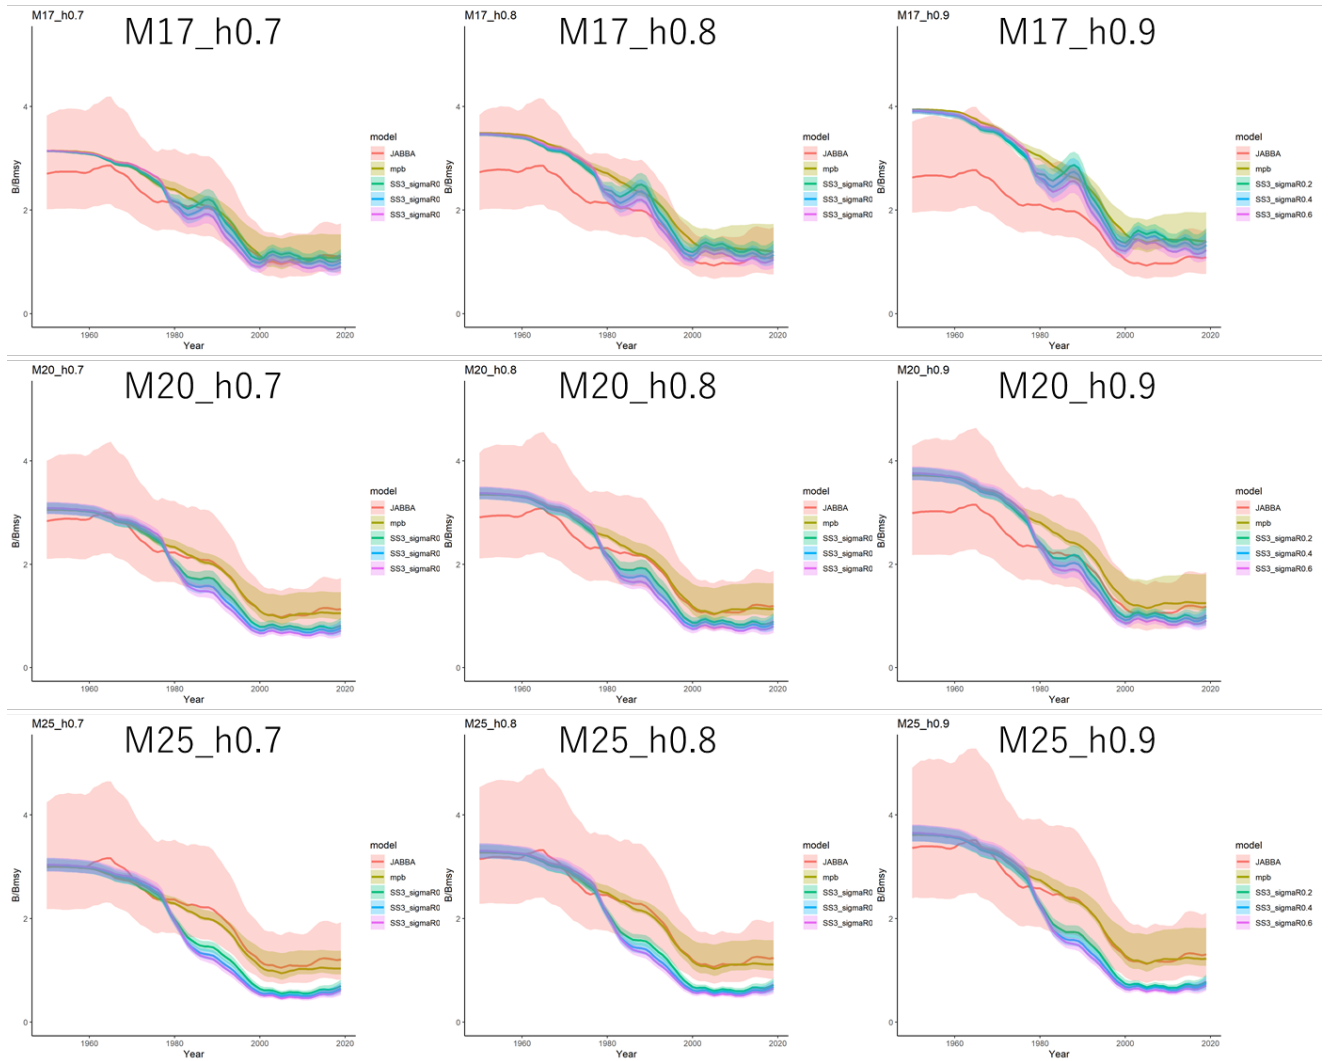 M17_h0.7
M17_h0.7
B/Bmsy
4
2
0
1960 1980 2000 2020
Year
model
JABBA
mpb
SS3_sigmaR0
SS3_sigmaR0
SS3_sigmaR0
M17_h0.8
M17_h0.8
B/Bmsy
4
2
0
1960 1980 2000 2020
Year
model
JABBA
mpb
SS3_sigmaR0
SS3_sigmaR0
SS3_sigmaR0
M17_h0.9
M17_h0.9
B/Bmsy
4
2
0
1960 1980 2000 2020
Year
model
JABBA
mpb
SS3_sigmaR0.2
SS3_sigmaR0.4
SS3_sigmaR0.6
M20_h0.7
M20_h0.7
B/Bmsy
4
2
0
1960 1980 2000 2020
Year
model
JABBA
mpb
SS3_sigmaR0
SS3_sigmaR0
SS3_sigmaR0
M20_h0.8
M20_h0.8
B/Bmsy
4
2
0
1960 1980 2000 2020
Year
model
JABBA
mpb
SS3_sigmaR0
SS3_sigmaR0
SS3_sigmaR0
M20_h0.9
M20_h0.9
B/Bmsy
4
2
0
1960 1980 2000 2020
Year
model
JABBA
mpb
SS3_sigmaR0.2
SS3_sigmaR0.4
SS3_sigmaR0.6
M25_h0.7
M25_h0.7
B/Bmsy
4
2
0
1960 1980 2000 2020
Year
model
JABBA
mpb
SS3_sigmaR0
SS3_sigmaR0
SS3_sigmaR0
M25_h0.8
M25_h0.8
B/Bmsy
4
2
0
1960 1980 2000 2020
Year
model
JABBA
mpb
SS3_sigmaR0
SS3_sigmaR0
SS3_sigmaR0
M25_h0.9
M25_h0.9
B/Bmsy
4
2
0
1960 1980 2000 2020
Year
model
JABBA
mpb
SS3_sigmaR0.2
SS3_sigmaR0.4
SS3_sigmaR0.6